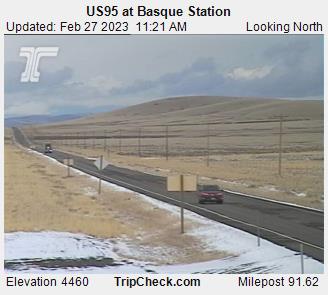 US95 at Basque Station
Updated: Feb 27 2023 11:21 AM Looking North
Elevation 4460 TripCheck.com Milepost 91.62